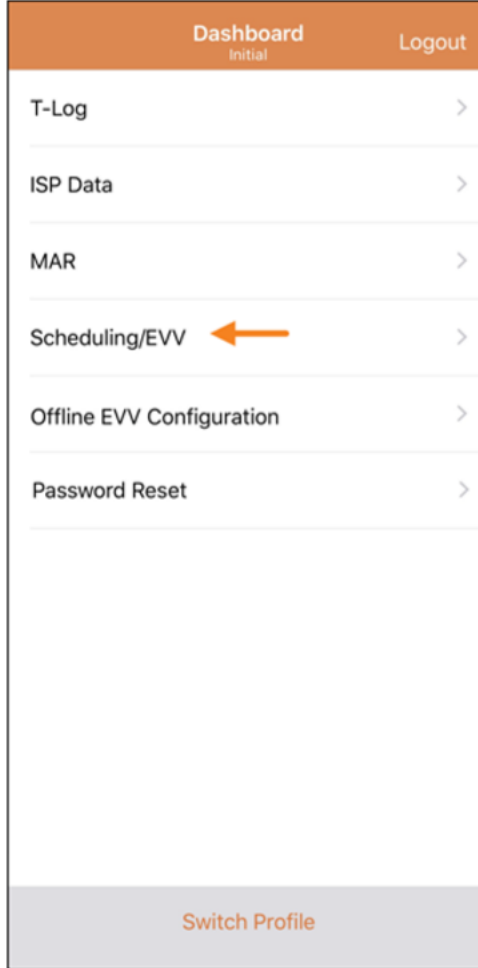 Dashboard
Initial
Logout
T-Log
ISP Data
MAR
Scheduling/EVV
Offline EVV Configuration
Password Reset
Switch Profile